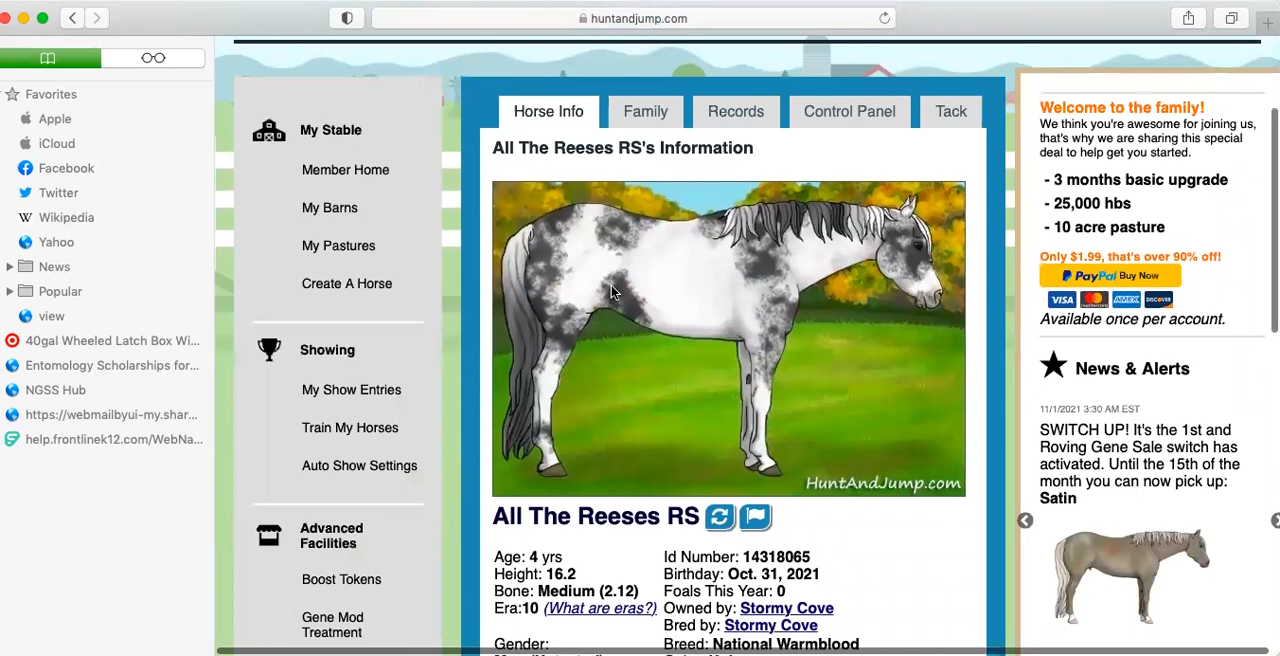 huntandjump.com
Favorites
Apple
iCloud
Facebook
Twitter
Wikipedia
Yahoo
News
Popular
view
40gal Wheeled Latch Box Wi...
Entomology Scholarships for...
NGSS Hub
https://webmailbyui-my.shar...
help.frontlinek12.com/WebNa...
My Stable
Member Home
My Barns
My Pastures
Create A Horse
Showing
My Show Entries
Train My Horses
Auto Show Settings
Advanced
Facilities
Boost Tokens
Gene Mod
Treatment
Horse Info
Family
Records
Control Panel
Tack
All The Reeses RS's Information
HuntAndJump.com
All The Reeses RS
Age: 4 yrs
Height: 16.2
Bone: Medium (2.12)
Era:10 (What are eras?)
Gender:
Id Number: 14318065
Birthday: Oct. 31, 2021
Foals This Year: 0
Owned by: Stormy Cove
Bred by: Stormy Cove
Breed: National Warmblood
Welcome to the family!
We think you're awesome for joining us,
that's why we are sharing this special
deal to help get you started.
- 3 months basic upgrade
- 25,000 hbs
- 10 acre pasture
Only $1.99, that's over 90% off!
PayPal Buy Now
VISA mastercard AMEX DISCOVER
Available once per account.
News & Alerts
11/1/2021 3:30 AM EST
SWITCH UP! It's the 1st and
Roving Gene Sale switch has
activated. Until the 15th of the
month you can now pick up:
Satin